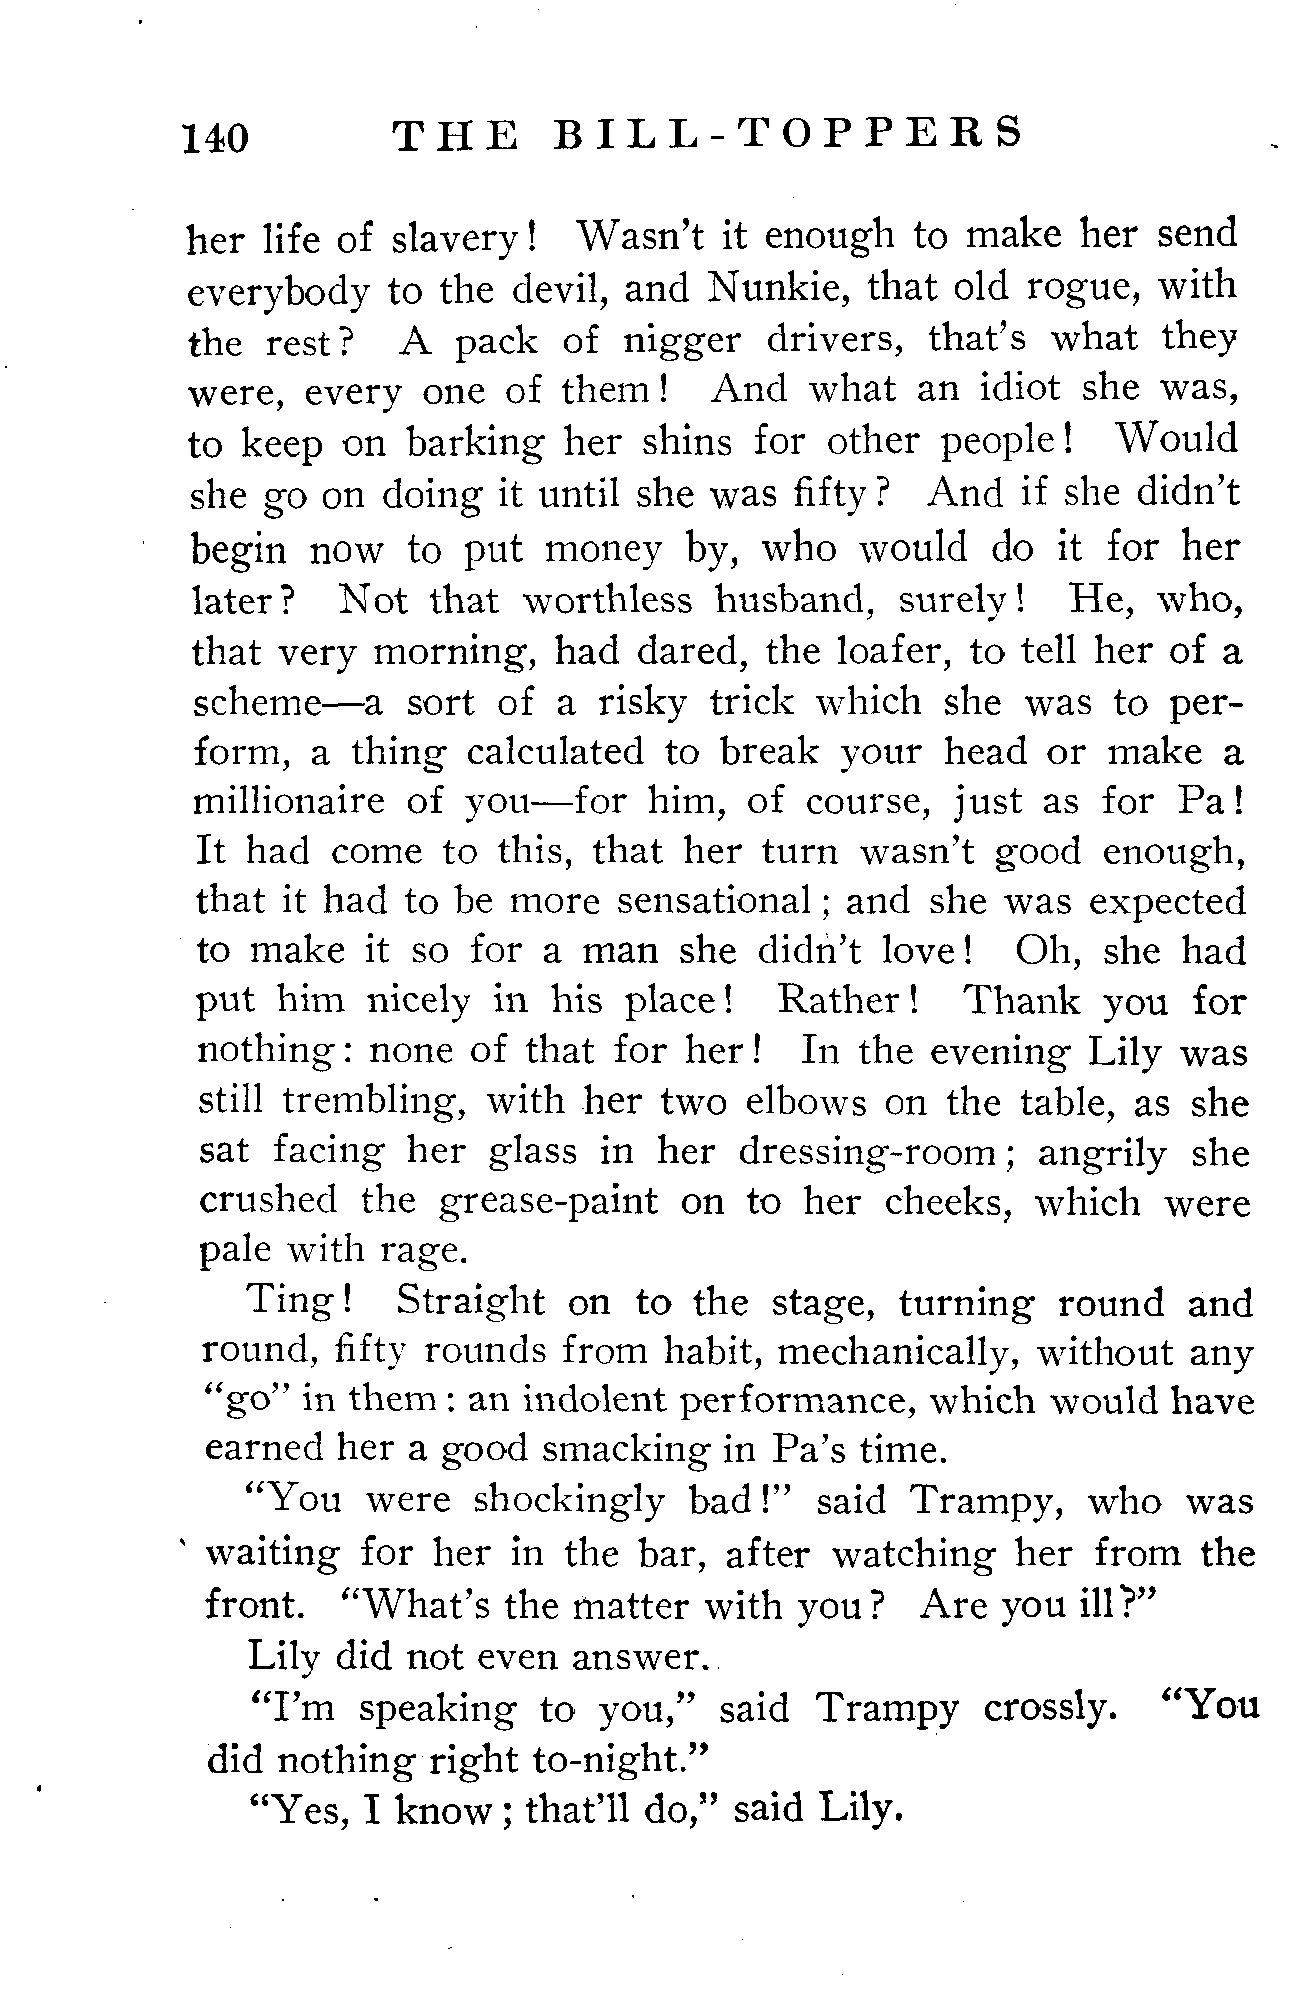 140 THE BILL-TOPPERS
her life of slavery! Wasn't it enough to make her send
everybody to the devil, and Nunkie, that old rogue, with
the rest? A pack of nigger drivers, that's what they
were, every one of them! And what an idiot she was,
to keep on barking her shins for other people! Would
she go on doing it until she was fifty? And if she didn't
begin now to put money by, who would do it for her
later? Not that worthless husband, surely! He, who,
that very morning, had dared, the loafer, to tell her of a
scheme—a sort of a risky trick which she was to per-
form, a thing calculated to break your head or make a
millionaire of you—for him, of course, just as for Pa!
It had come to this, that her turn wasn't good enough,
that it had to be more sensational; and she was expected
to make it so for a man she didn't love! Oh, she had
put him nicely in his place! Rather! Thank you for
nothing: none of that for her! In the evening Lily was
still trembling, with her two elbows on the table, as she
sat facing her glass in her dressing-room; angrily she
crushed the grease-paint on to her cheeks, which were
pale with rage.
Ting! Straight on to the stage, turning round and
round, fifty rounds from habit, mechanically, without any
"go" in them: an indolent performance, which would have
earned her a good smacking in Pa's time.
"You were shockingly bad!" said Trampy, who was
waiting for her in the bar, after watching her from the
front. "What's the matter with you? Are you ill?"
Lily did not even answer.
"I'm speaking to you," said Trampy crossly. "You
did nothing right to-night."
"Yes, I know; that'll do," said Lily.